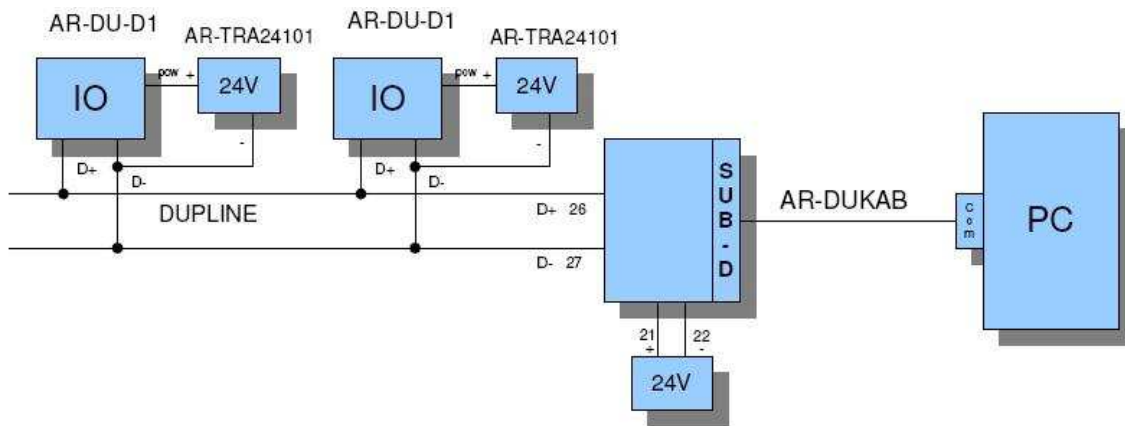 AR-DU-D1
AR-TRA24101
AR-DU-D1
AR-TRA24101
IO
pow +
24V
-
D+
D-
IO
pow +
24V
-
D+
D-
DUPLINE
D+ 26
D- 27
SUB-D
AR-DUKAB
Com
PC
21
+
22
-
24V